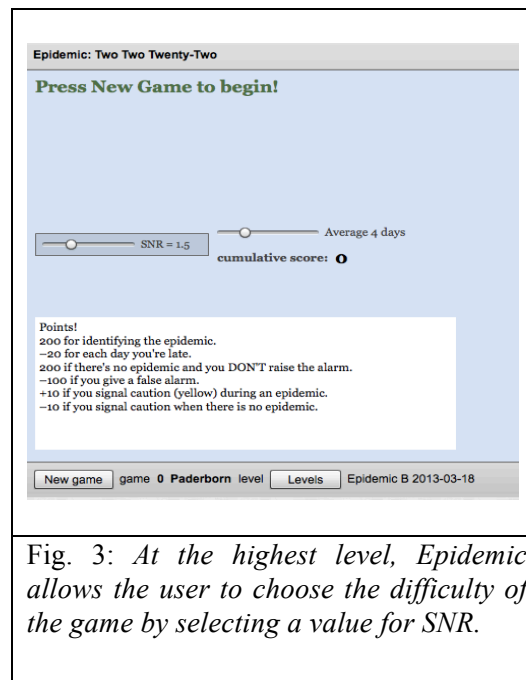 Epidemic: Two Two Twenty-Two
Press New Game to begin!
SNR = 1.5
Average 4 days
cumulative score: 0
Points!
200 for identifying the epidemic.
−20 for each day you're late.
200 if there's no epidemic and you DON'T raise the alarm.
−100 if you give a false alarm.
+10 if you signal caution (yellow) during an epidemic.
−10 if you signal caution when there is no epidemic.
New game game 0 Paderborn level Levels Epidemic B 2013-03-18
Fig. 3: At the highest level, Epidemic
allows the user to choose the difficulty of
the game by selecting a value for SNR.